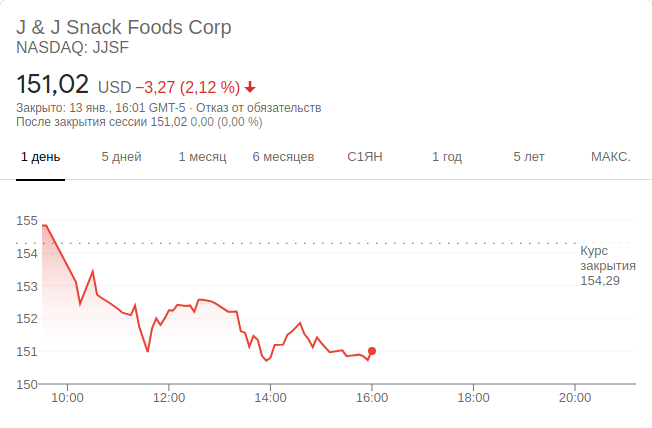 J & J Snack Foods Corp
NASDAQ: JJSF
151,02 USD −3,27 (2,12 %)
Закрыто: 13 янв., 16:01 GMT-5 · Отказ от обязательств
После закрытия сессии 151,02 0,00 (0,00 %)
1 день 5 дней 1 месяц 6 месяцев С1ЯН 1 год 5 лет МАКС.
155
154
153
152
151
150
Курс
закрытия
154,29
10:00 12:00 14:00 16:00 18:00 20:00